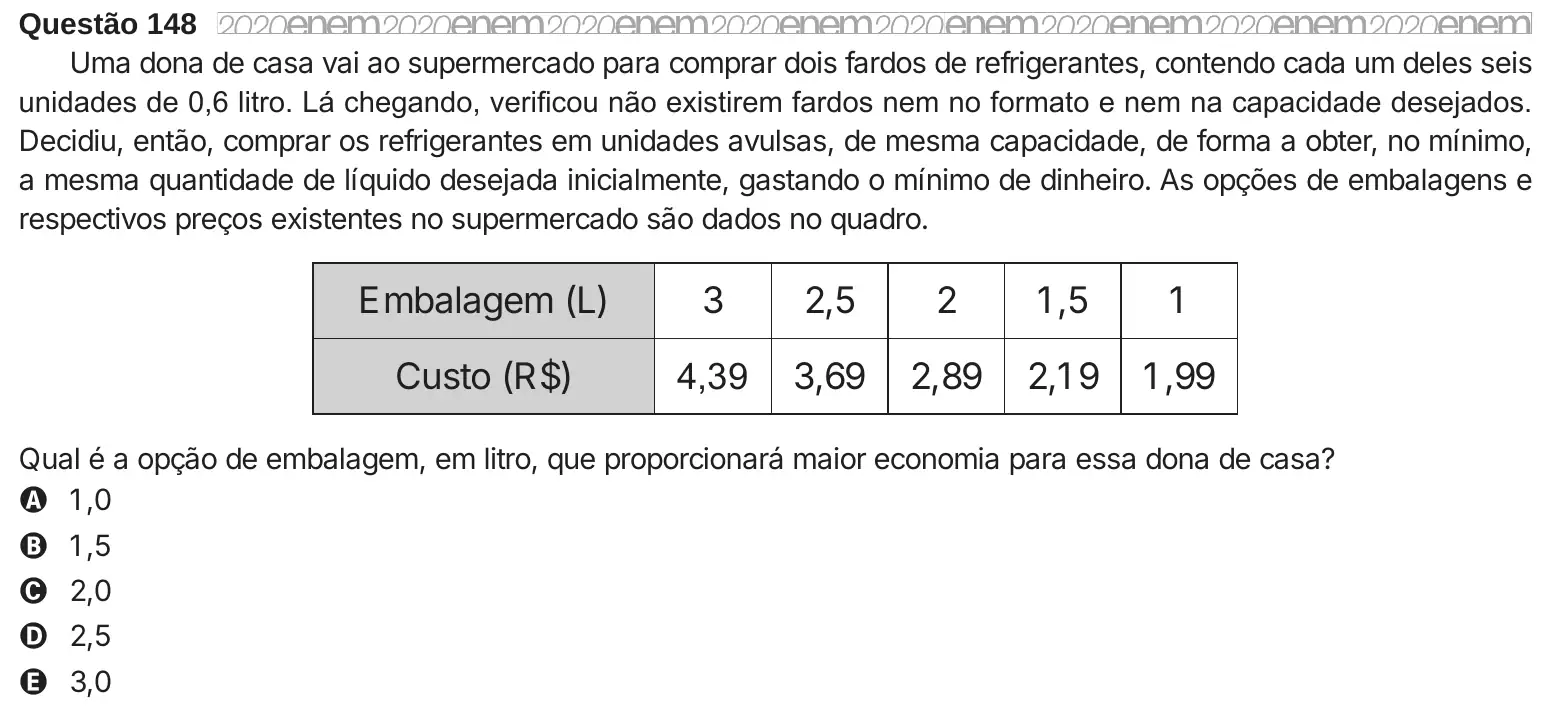 Questão 148 2020enem2020enem2020enem2020enem2020enem2020enem2020enem2020enem
Uma dona de casa vai ao supermercado para comprar dois fardos de refrigerantes, contendo cada um deles seis
unidades de 0,6 litro. Lá chegando, verificou não existirem fardos nem no formato e nem na capacidade desejados.
Decidiu, então, comprar os refrigerantes em unidades avulsas, de mesma capacidade, de forma a obter, no mínimo,
a mesma quantidade de líquido desejada inicialmente, gastando o mínimo de dinheiro. As opções de embalagens e
respectivos preços existentes no supermercado são dados no quadro.
Embalagem (L) 3 2,5 2 1,5 1
Custo (R$) 4,39 3,69 2,89 2,19 1,99
Qual é a opção de embalagem, em litro, que proporcionará maior economia para essa dona de casa?
A 1,0
B 1,5
C 2,0
D 2,5
E 3,0